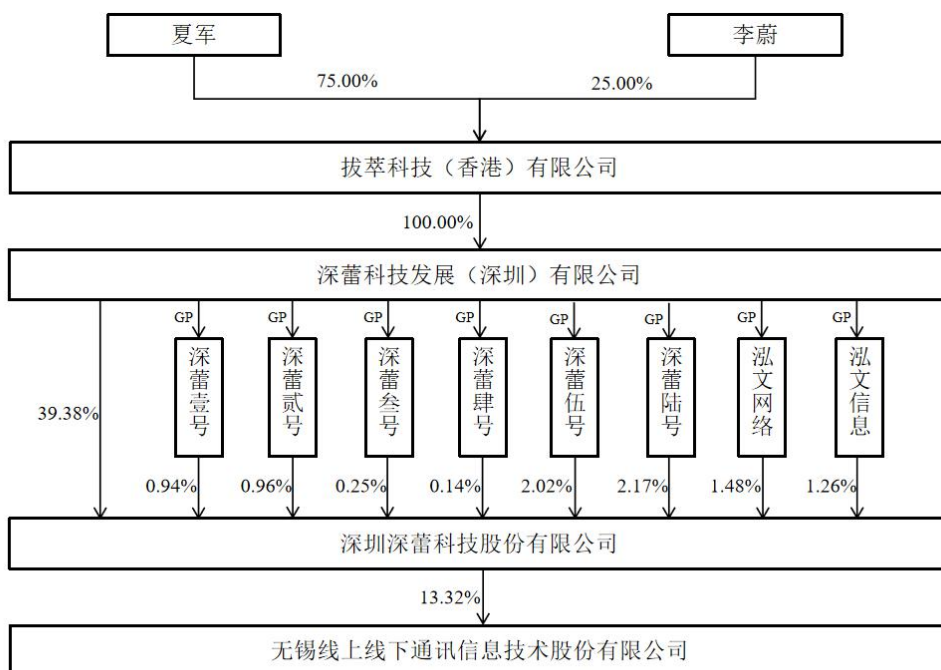 夏军
李蔚
75.00%
25.00%
拔萃科技（香港）有限公司
100.00%
深蕾科技发展（深圳）有限公司
GP
GP
GP
GP
GP
GP
GP
GP
39.38%
深蕾壹号
深蕾贰号
深蕾叁号
深蕾肆号
深蕾伍号
深蕾陆号
泓文网络
泓文信息
0.94%
0.96%
0.25%
0.14%
2.02%
2.17%
1.48%
1.26%
深圳深蕾科技股份有限公司
13.32%
无锡线上线下通讯信息技术股份有限公司